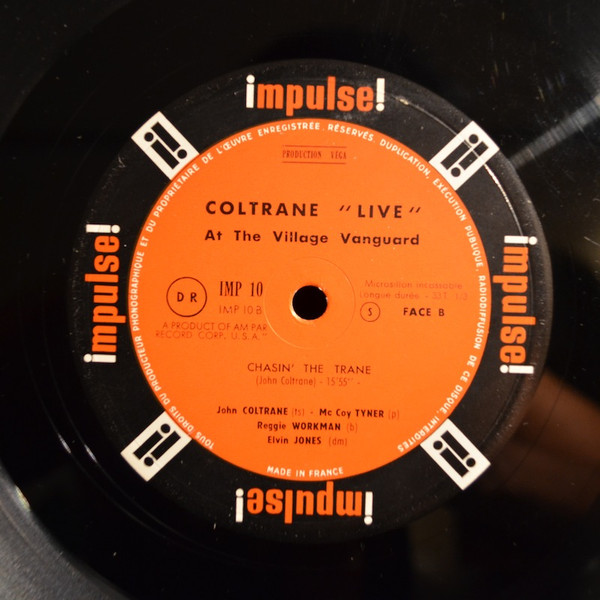 impulse!
impulse!
impulse!
impulse!
TOUS DROITS DU PRODUCTEUR PHONOGRAPHIQUE ET DU PROPRIÉTAIRE DE L'ŒUVRE ENREGISTRÉE, RÉSERVÉS, DUPLICATION, EXÉCUTION PUBLIQUE, RADIODIFFUSION DE CE DISQUE, INTERDITES
PRODUCTION VÉGA
COLTRANE "LIVE"
At The Village Vanguard
DR
IMP 10
IMP 10 B
Microsillon incassable
Longue durée
S
FACE B
A PRODUCT OF AM PAR
RECORD CORP. U.S.A."
CHASIN' THE TRANE
(John Coltrane) - 15'55'' -
John COLTRANE (ts) - Mc Coy TYNER (p)
Reggie WORKMAN (b)
Elvin JONES (dm)
MADE IN FRANCE